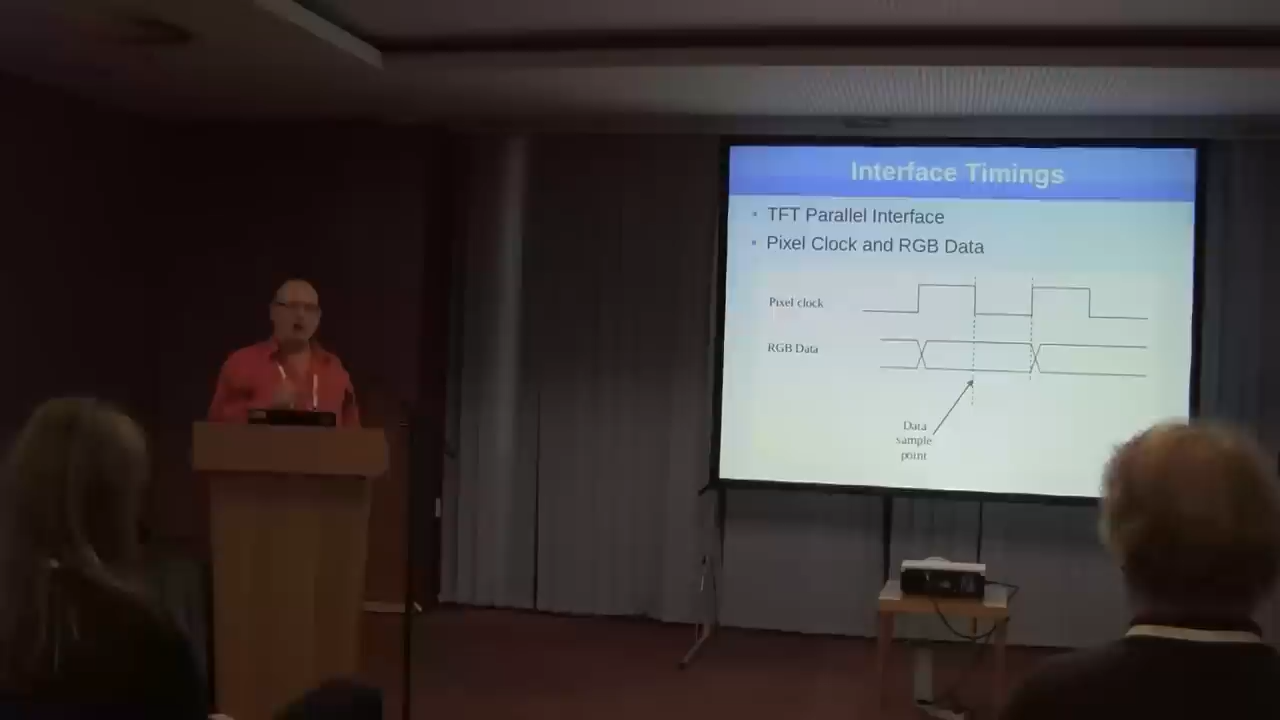 Interface Timings
TFT Parallel Interface
Pixel Clock and RGB Data
Pixel clock
RGB Data
Data
sample
point